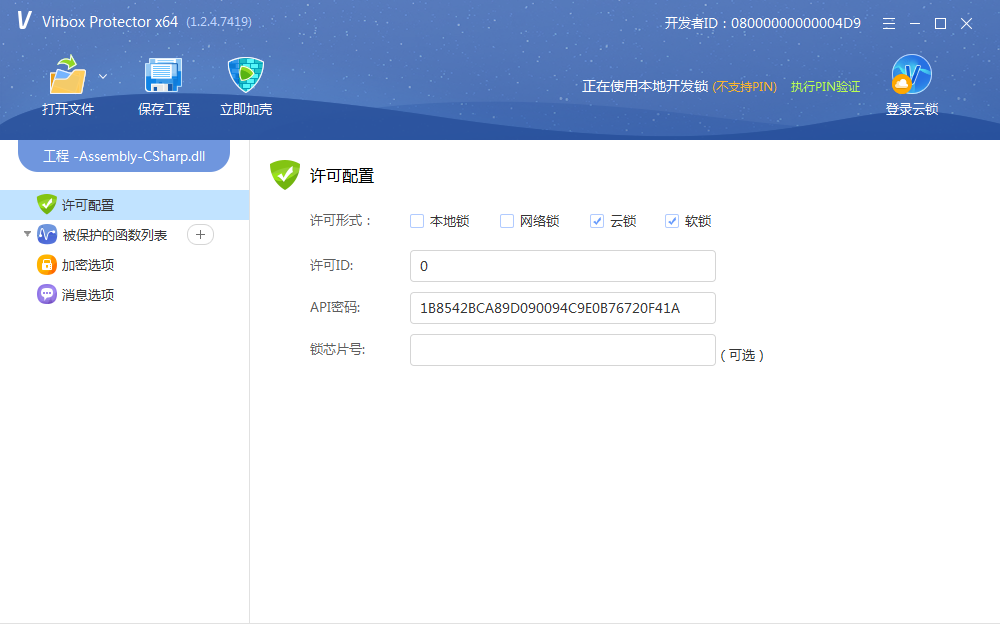 V Virbox Protector x64 (1.2.4.7419) 开发者ID：08000000000004D9
正在使用本地开发锁 (不支持PIN) 执行PIN验证
打开文件 保存工程 立即加壳 登录云锁
工程 -Assembly-CSharp.dll
许可配置
被保护的函数列表
加密选项
消息选项
许可配置
许可形式： 本地锁 网络锁 云锁 软锁
许可ID: 0
API密码: 1B8542BCA89D090094C9E0B76720F41A
锁芯片号: ( 可选 )